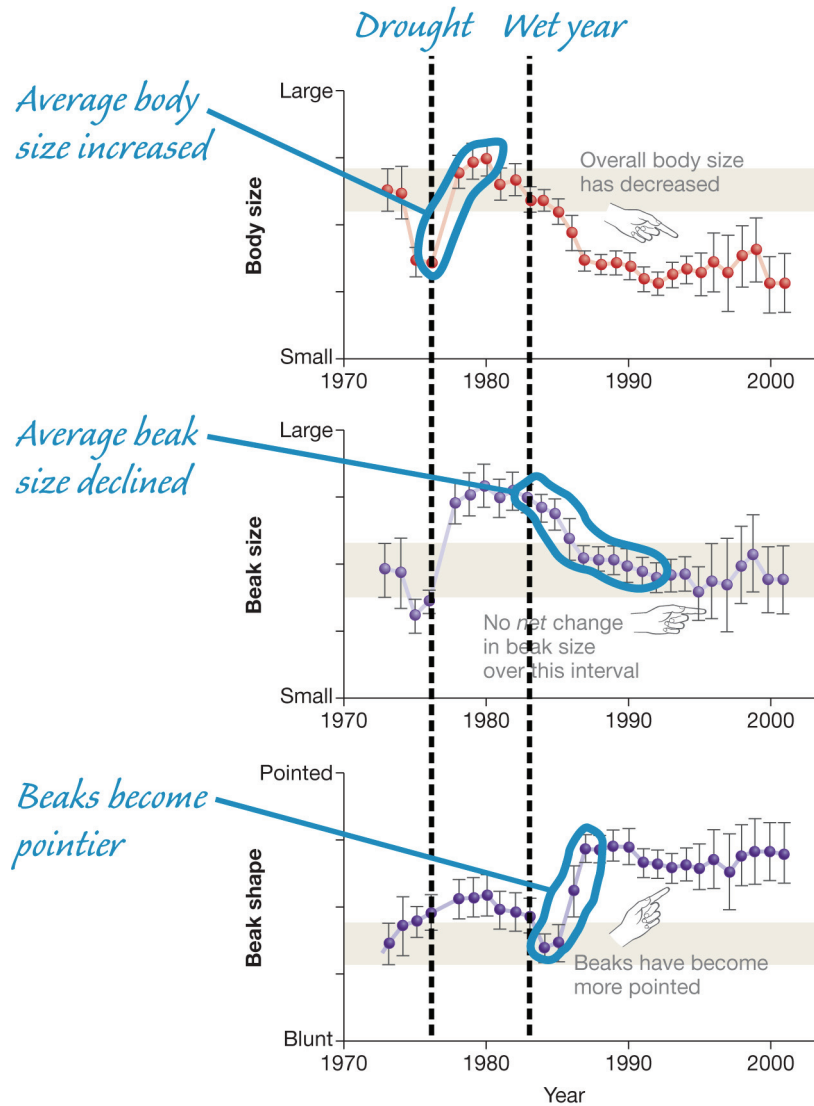 Drought Wet year
Average body
size increased
Large
Overall body size
has decreased
Body size
Small
1970 1980 1990 2000
Average beak
size declined
Large
Beak size
No net change
in beak size
over this interval
Small
1970 1980 1990 2000
Beaks become
pointier
Pointed
Beak shape
Beaks have become
more pointed
Blunt
1970 1980 1990 2000
Year